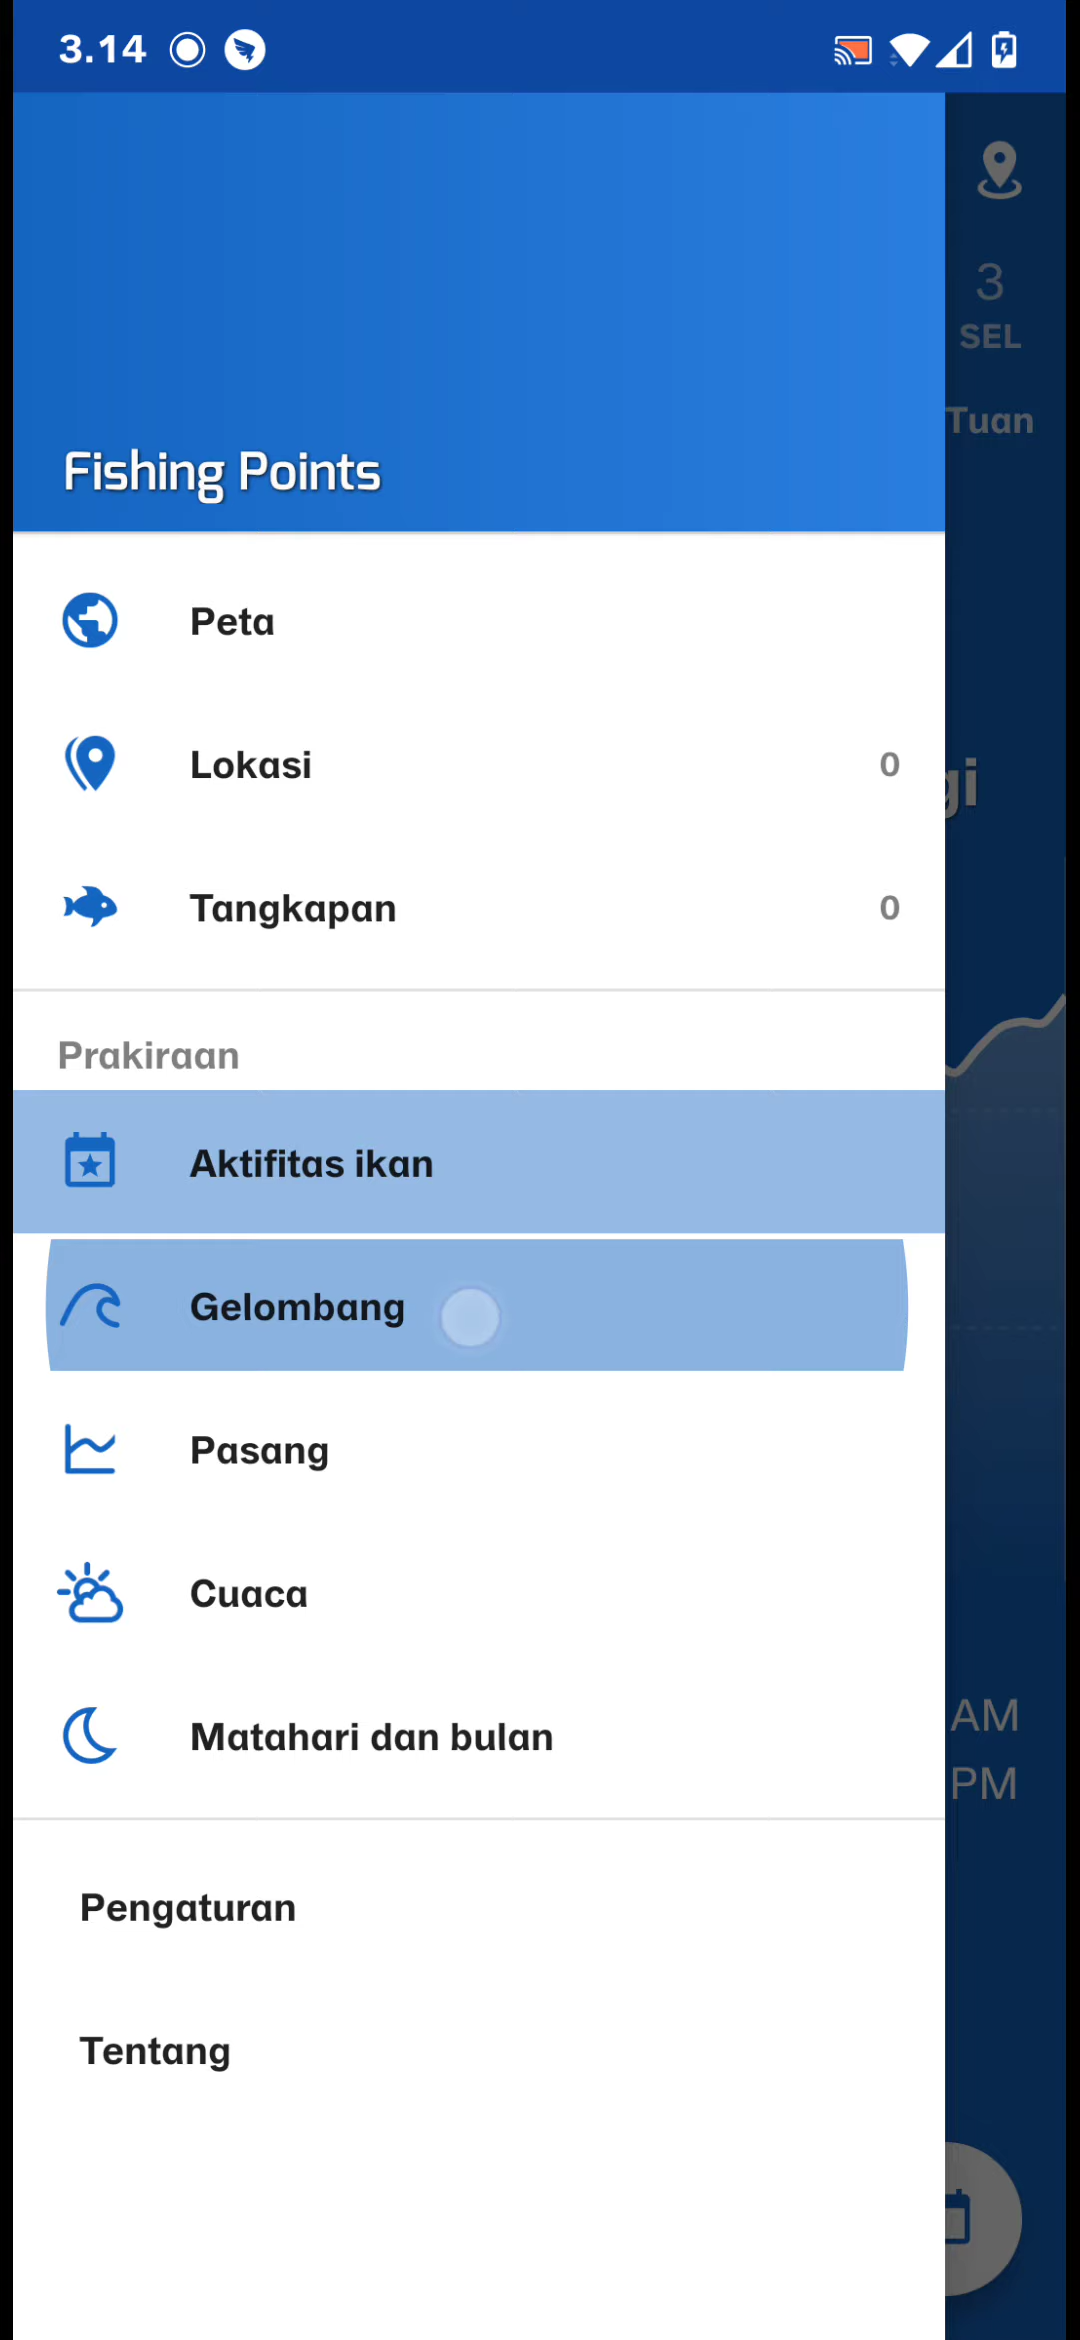 3.14
3
SEL
Tuan
Fishing Points
Peta
Lokasi 0
gi
Tangkapan 0
Prakiraan
Aktifitas ikan
Gelombang
Pasang
Cuaca
Matahari dan bulan
AM
PM
Pengaturan
Tentang